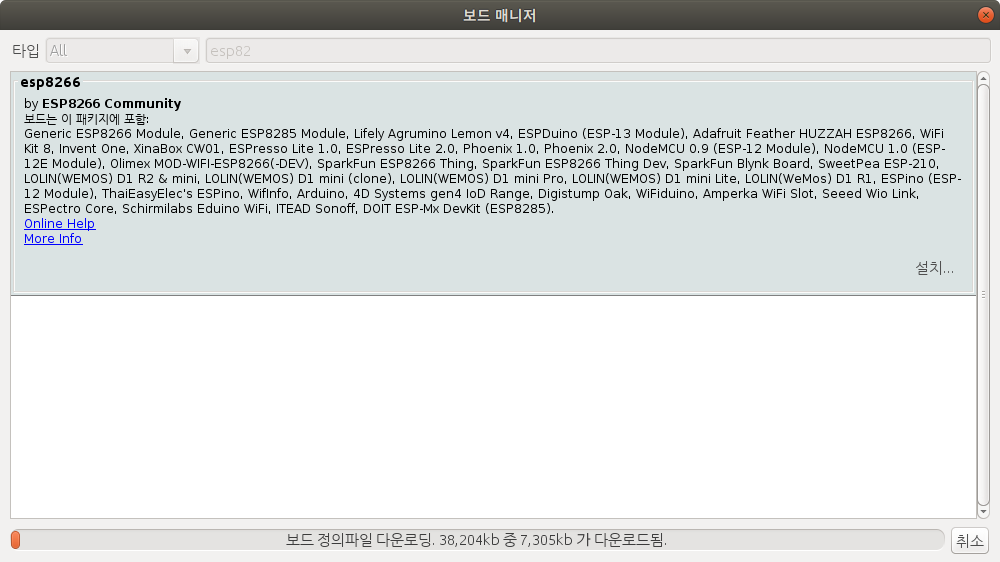 보드 매니저
타입 All esp82
esp8266
by ESP8266 Community
보드는 이 패키지에 포함:
Generic ESP8266 Module, Generic ESP8285 Module, Lifely Agrumino Lemon v4, ESPDuino (ESP-13 Module), Adafruit Feather HUZZAH ESP8266, WiFi
Kit 8, Invent One, XinaBox CW01, ESPresso Lite 1.0, ESPresso Lite 2.0, Phoenix 1.0, Phoenix 2.0, NodeMCU 0.9 (ESP-12 Module), NodeMCU 1.0 (ESP-
12E Module), Olimex MOD-WIFI-ESP8266(-DEV), SparkFun ESP8266 Thing, SparkFun ESP8266 Thing Dev, SparkFun Blynk Board, SweetPea ESP-210,
LOLIN(WEMOS) D1 R2 & mini, LOLIN(WEMOS) D1 mini (clone), LOLIN(WEMOS) D1 mini Pro, LOLIN(WEMOS) D1 mini Lite, LOLIN(WeMos) D1 R1, ESPino (ESP-
12 Module), ThaiEasyElec's ESPino, WifInfo, Arduino, 4D Systems gen4 IoD Range, Digistump Oak, WiFiduino, Amperka WiFi Slot, Seeed Wio Link,
ESPectro Core, Schirmilabs Eduino WiFi, ITEAD Sonoff, DOIT ESP-Mx DevKit (ESP8285).
Online Help
More Info
설치...
보드 정의파일 다운로딩. 38,204kb 중 7,305kb 가 다운로드됨.
취소